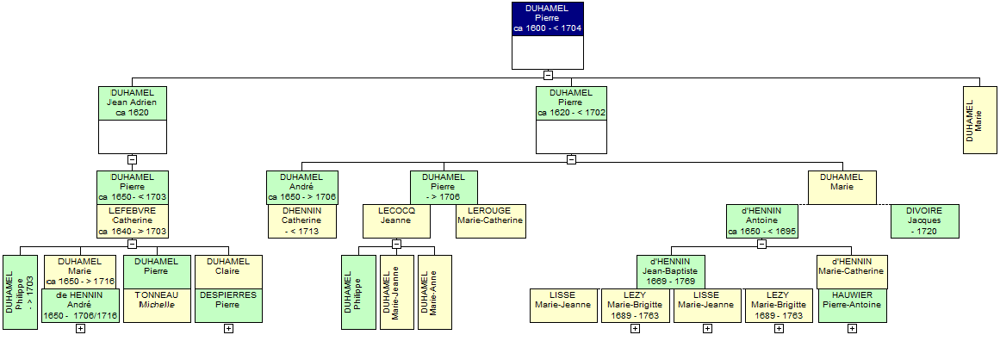 DUHAMEL
Pierre
ca 1600 - < 1704
DUHAMEL
Jean Adrien
ca 1620
DUHAMEL
Pierre
ca 1620 - < 1702
DUHAMEL
Marie
DUHAMEL
Pierre
ca 1650 - < 1703
LEFEBVRE
Catherine
ca 1640 - > 1703
DUHAMEL
André
ca 1650 - > 1706
DHENNIN
Catherine
- < 1713
DUHAMEL
Pierre
- > 1706
LECOCQ
Jeanne
LEROUGE
Marie-Catherine
DUHAMEL
Marie
d'HENNIN
Antoine
ca 1650 - < 1695
DIVOIRE
Jacques
- 1720
DUHAMEL
Philippe
- > 1703
DUHAMEL
Marie
ca 1650 - > 1716
de HENNIN
André
1650 - 1706/1716
DUHAMEL
Pierre
TONNEAU
Michelle
DUHAMEL
Claire
DESPIERRES
Pierre
DUHAMEL
Philippe
DUHAMEL
Marie-Jeanne
DUHAMEL
Marie-Anne
d'HENNIN
Jean-Baptiste
1669 - 1769
LISSE
Marie-Jeanne
LEZY
Marie-Brigitte
1689 - 1763
LISSE
Marie-Jeanne
LEZY
Marie-Brigitte
1689 - 1763
d'HENNIN
Marie-Catherine
HAUWIER
Pierre-Antoine